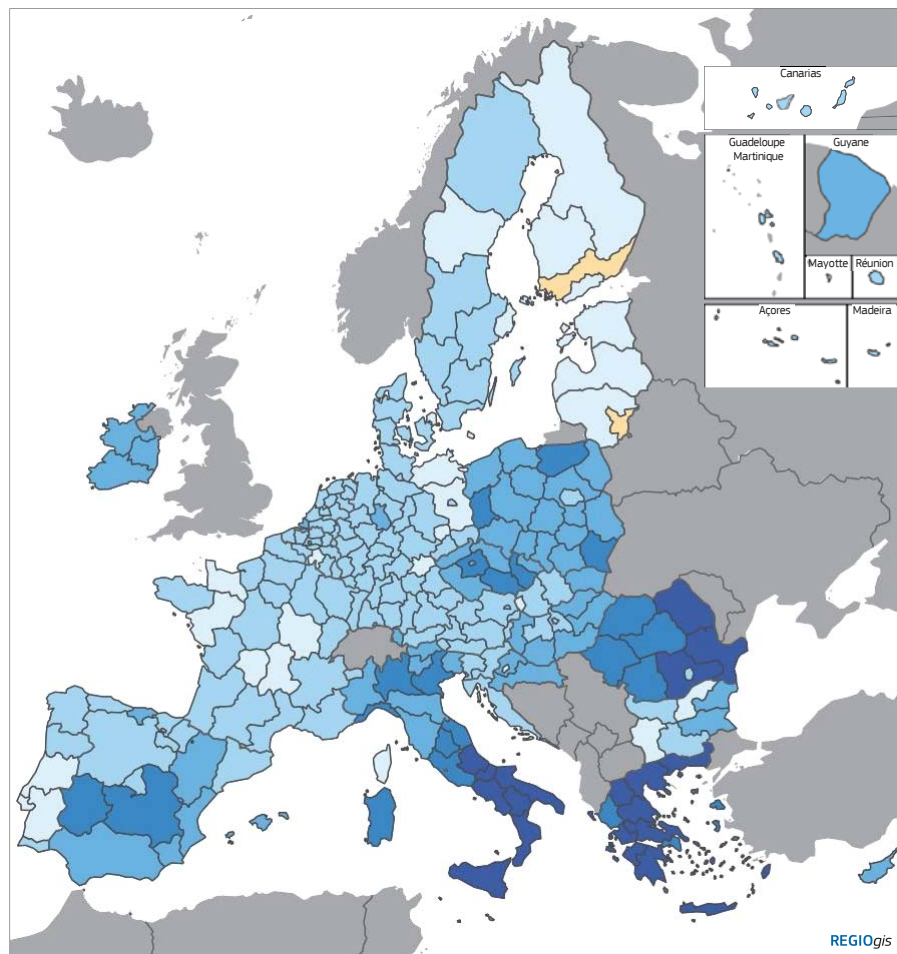 Canarias
Guadeloupe
Martinique
Guyane
Mayotte
Réunion
Açores
Madeira
REGIOgis